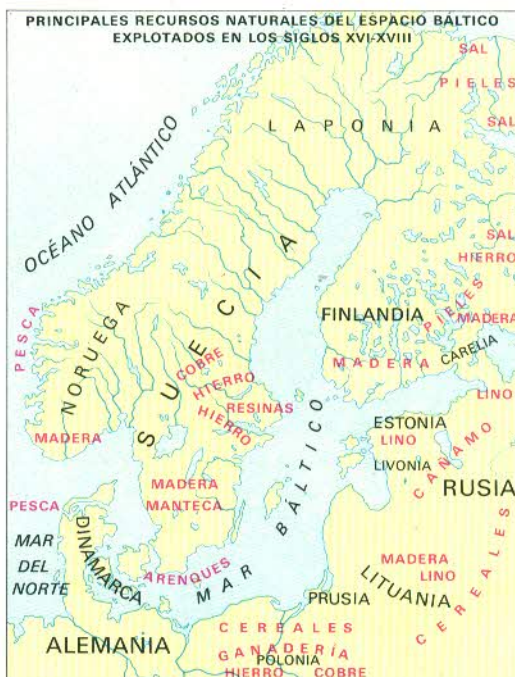 PRINCIPALES RECURSOS NATURALES DEL ESPACIO BÁLTICO
EXPLOTADOS EN LOS SIGLOS XVI-XVIII
SAL
PIELES
LAPONIA
SAL
OCÉANO ATLÁNTICO
SAL
HIERRO
PESCA
NORUEGA
SUECIA
FINLANDIA
PIELES
MADERA
COBRE
HIERRO
MADERA
CARELIA
HIERRO
RESINAS
LINO
MADERA
ESTONIA
LINO
LIVONIA
CAÑAMO
MADERA
MANTECA
RUSIA
PESCA
MAR
DEL
NORTE
DINAMARCA
ARENQUES
MAR BÁLTICO
MADERA
LINO
LITUANIA
CEREALES
PRUSIA
ALEMANIA
CEREALES
GANADERÍA
POLONIA
HIERRO COBRE